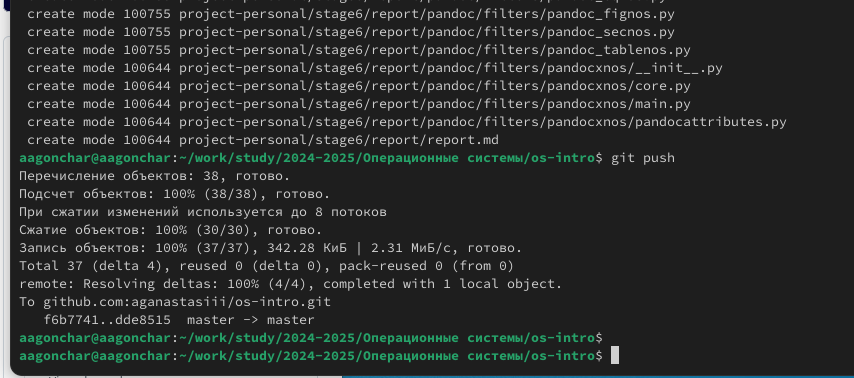 create mode 100755 project-personal/stage6/report/pandoc/filters/pandoc_fignos.py
create mode 100755 project-personal/stage6/report/pandoc/filters/pandoc_secnos.py
create mode 100755 project-personal/stage6/report/pandoc/filters/pandoc_tablenos.py
create mode 100644 project-personal/stage6/report/pandoc/filters/pandocxnos/__init__.py
create mode 100644 project-personal/stage6/report/pandoc/filters/pandocxnos/core.py
create mode 100644 project-personal/stage6/report/pandoc/filters/pandocxnos/main.py
create mode 100644 project-personal/stage6/report/pandoc/filters/pandocxnos/pandocattributes.py
create mode 100644 project-personal/stage6/report/report.md
aagonchar@aagonchar:~/work/study/2024-2025/Операционные системы/os-intro$ git push
Перечисление объектов: 38, готово.
Подсчет объектов: 100% (38/38), готово.
При сжатии изменений используется до 8 потоков
Сжатие объектов: 100% (30/30), готово.
Запись объектов: 100% (37/37), 342.28 КиБ | 2.31 МиБ/с, готово.
Total 37 (delta 4), reused 0 (delta 0), pack-reused 0 (from 0)
remote: Resolving deltas: 100% (4/4), completed with 1 local object.
To github.com:aganastasiii/os-intro.git
f6b7741..dde8515  master -> master
aagonchar@aagonchar:~/work/study/2024-2025/Операционные системы/os-intro$
aagonchar@aagonchar:~/work/study/2024-2025/Операционные системы/os-intro$